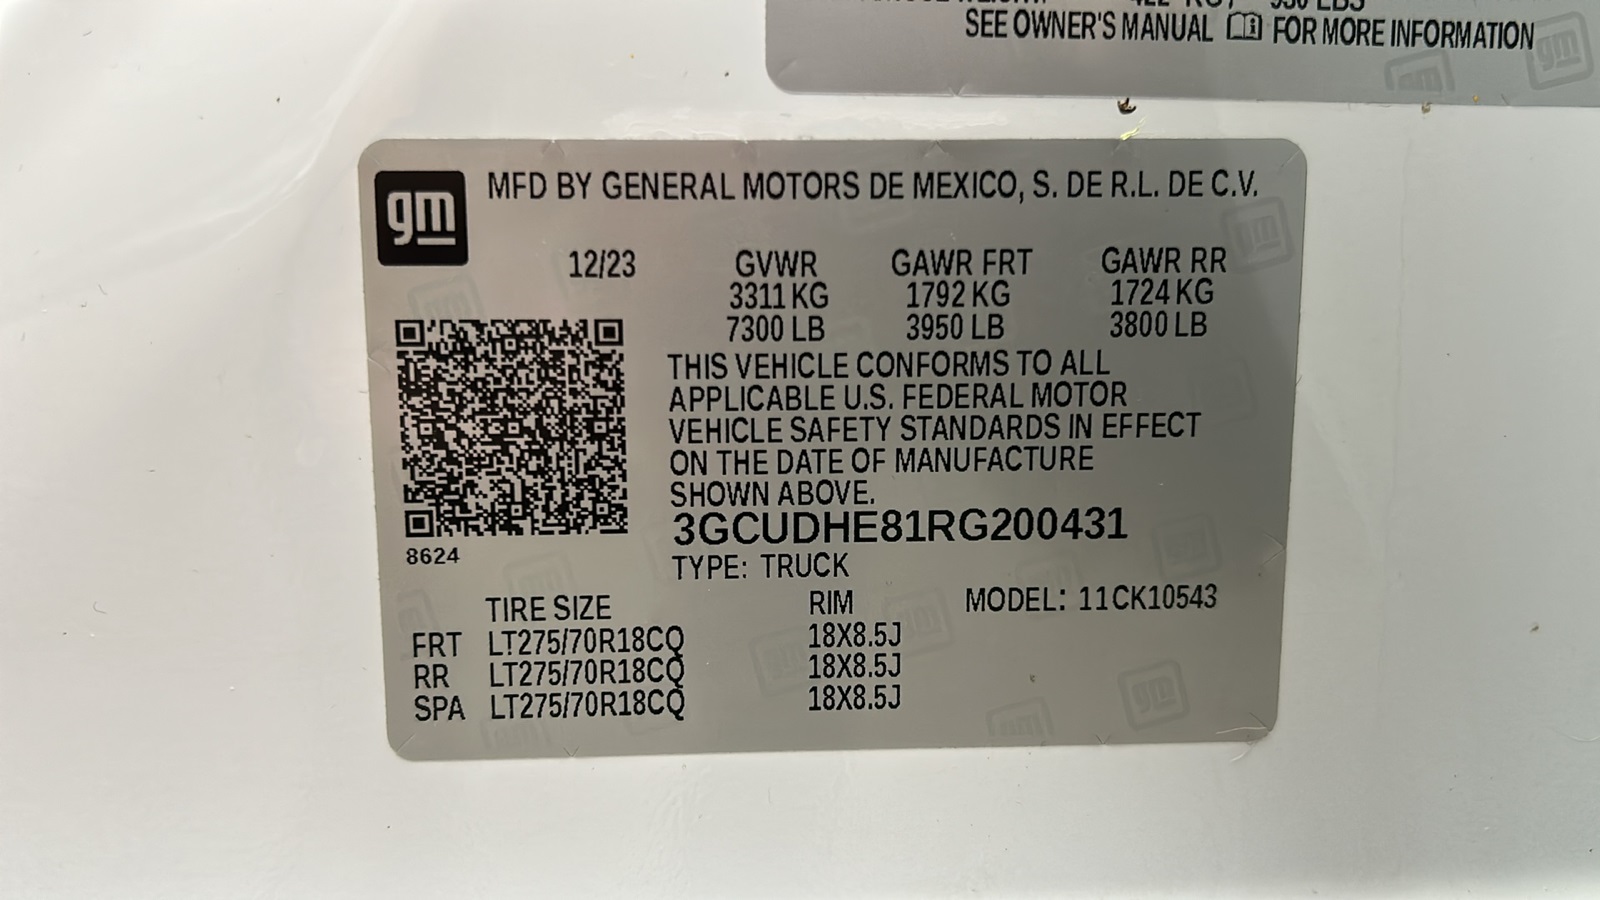 SEE OWNER'S MANUAL FOR MORE INFORMATION
gm
MFD BY GENERAL MOTORS DE MEXICO, S. DE R.L. DE C.V.
12/23 GVWR GAWR FRT GAWR RR
3311 KG 1792 KG 1724 KG
7300 LB 3950 LB 3800 LB
THIS VEHICLE CONFORMS TO ALL
APPLICABLE U.S. FEDERAL MOTOR
VEHICLE SAFETY STANDARDS IN EFFECT
ON THE DATE OF MANUFACTURE
SHOWN ABOVE.
3GCUDHE81RG200431
8624
TYPE: TRUCK
TIRE SIZE RIM MODEL: 11CK10543
FRT LT275/70R18CQ 18X8.5J
RR LT275/70R18CQ 18X8.5J
SPA LT275/70R18CQ 18X8.5J